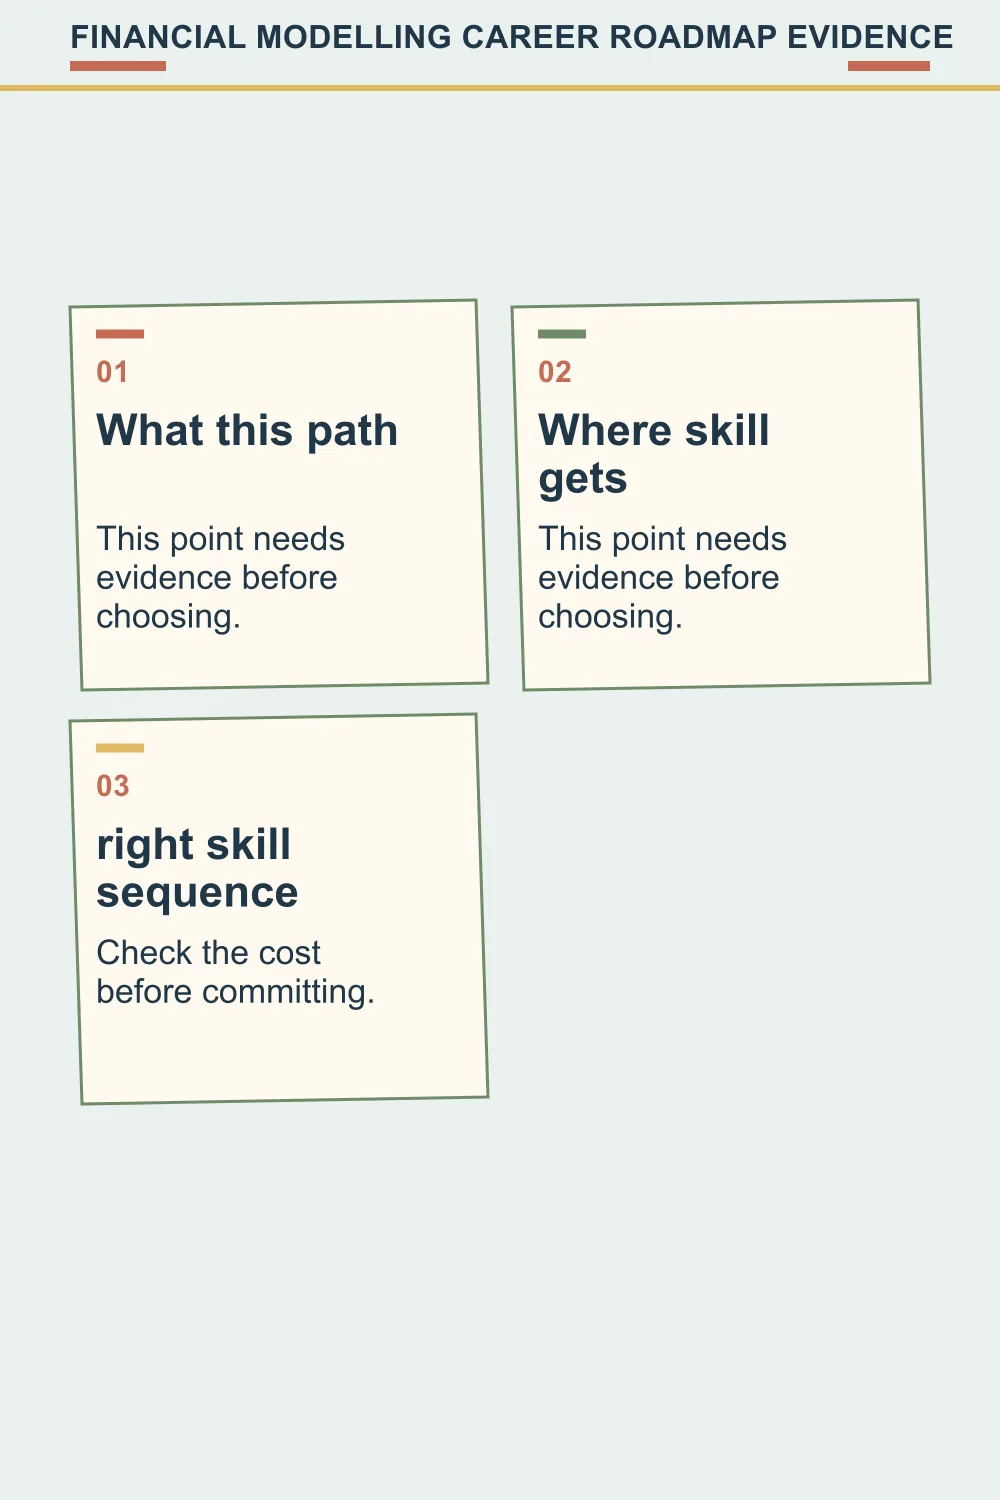 FINANCIAL MODELLING CAREER ROADMAP EVIDENCE
01
What this path
This point needs
evidence before
choosing.
02
Where skill
gets
This point needs
evidence before
choosing.
03
right skill
sequence
Check the cost
before committing.